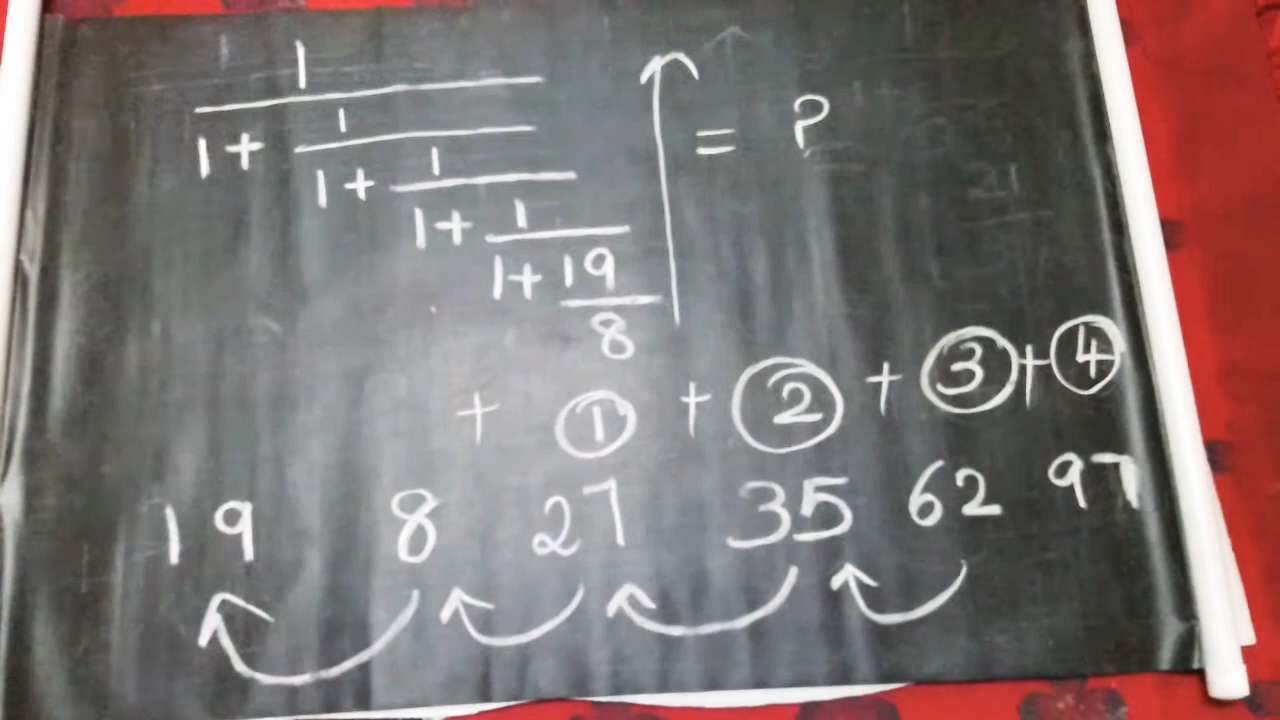 1
1+ 1 = ?
1+ 1
1+ 1
1+ 19
8
+ ① + ② + ③ + ④
19 8 27 35 62 97